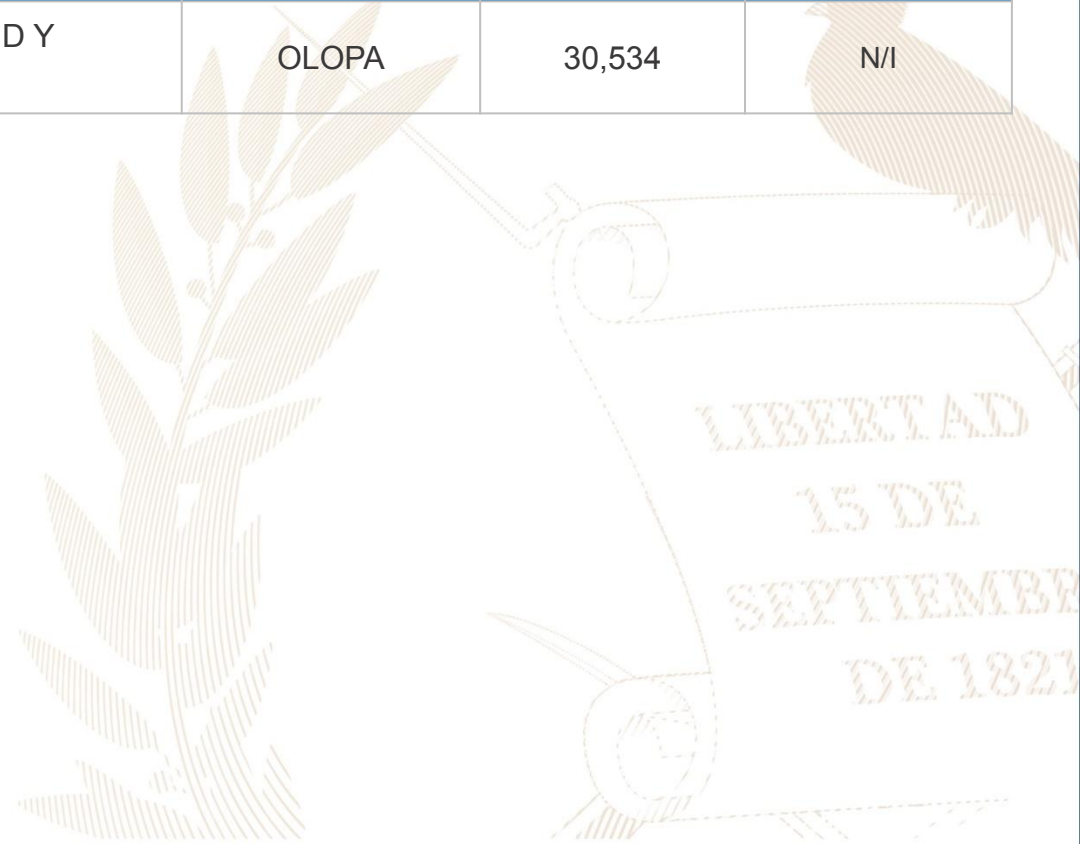 D Y
OLOPA 30,534 N/I
LIBERTAD
15 DE
SEPTIEMBRE
DE 1821